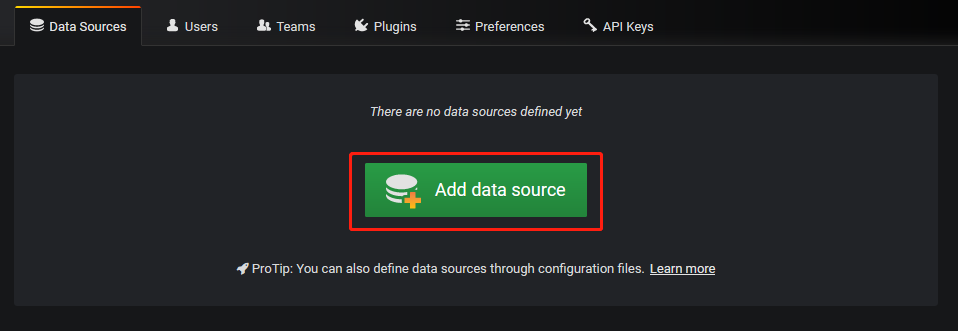 Data Sources Users Teams Plugins Preferences API Keys
There are no data sources defined yet
Add data source
ProTip: You can also define data sources through configuration files. Learn more